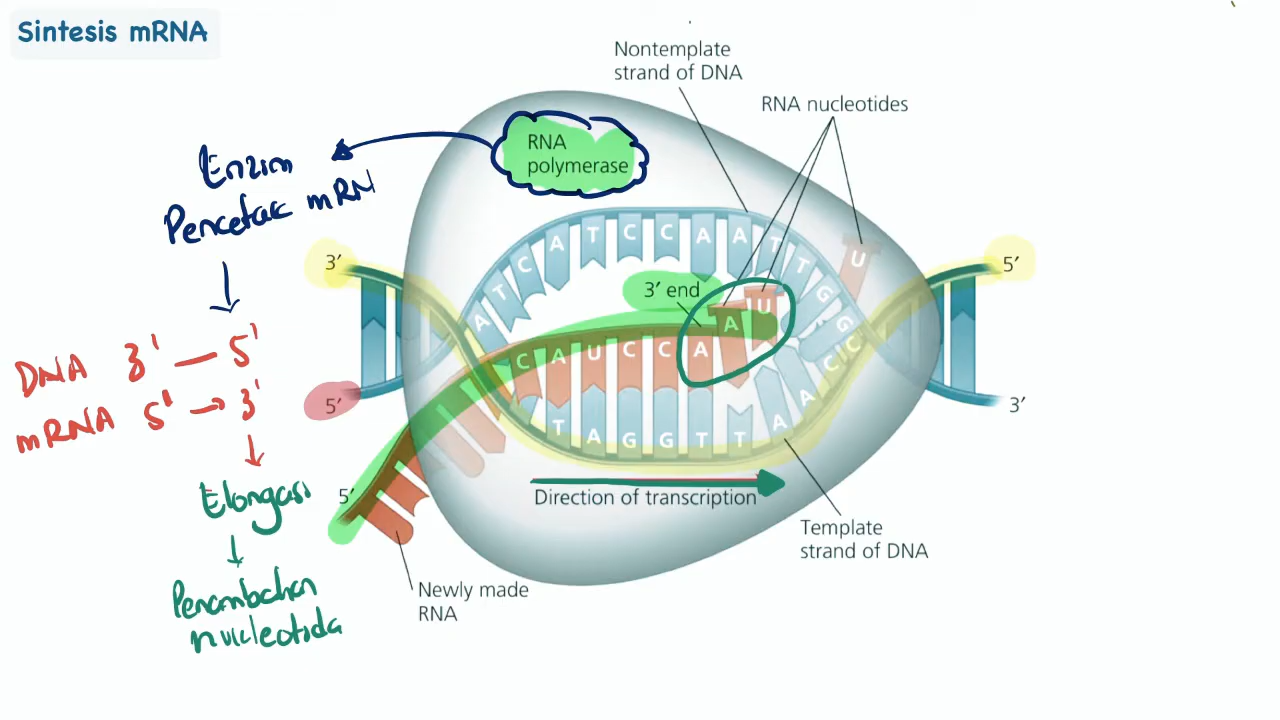 Sintesis mRNA
Nontemplate
strand of DNA
RNA nucleotides
RNA
polymerase
Enzim
Pencetak mRN
DNA 3' — 5'
mRNA 5' → 3'
Elongasi
Penambahan
nucleotida
3'
5'
5'
3'
A T C A T C C A A T T G G
U
3' end
C A U C C A A U
T A G G T T A A C C
5'
Direction of transcription
Template
strand of DNA
Newly made
RNA